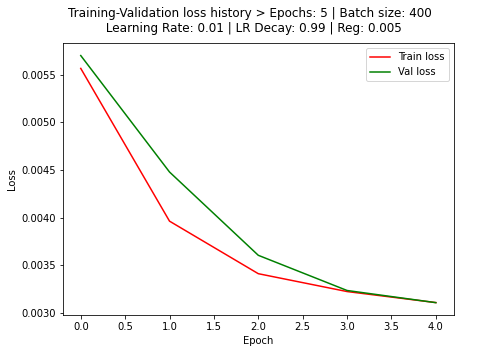 Training-Validation loss history > Epochs: 5 | Batch size: 400
Learning Rate: 0.01 | LR Decay: 0.99 | Reg: 0.005
Train loss
Val loss
0.0055
0.0050
0.0045
0.0040
0.0035
0.0030
Loss
0.0 0.5 1.0 1.5 2.0 2.5 3.0 3.5 4.0
Epoch